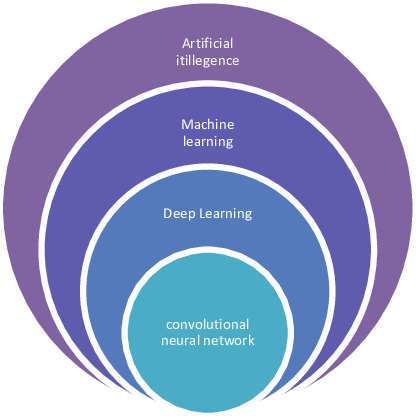 Artificial
itillegence
Machine
learning
Deep Learning
convolutional
neural network